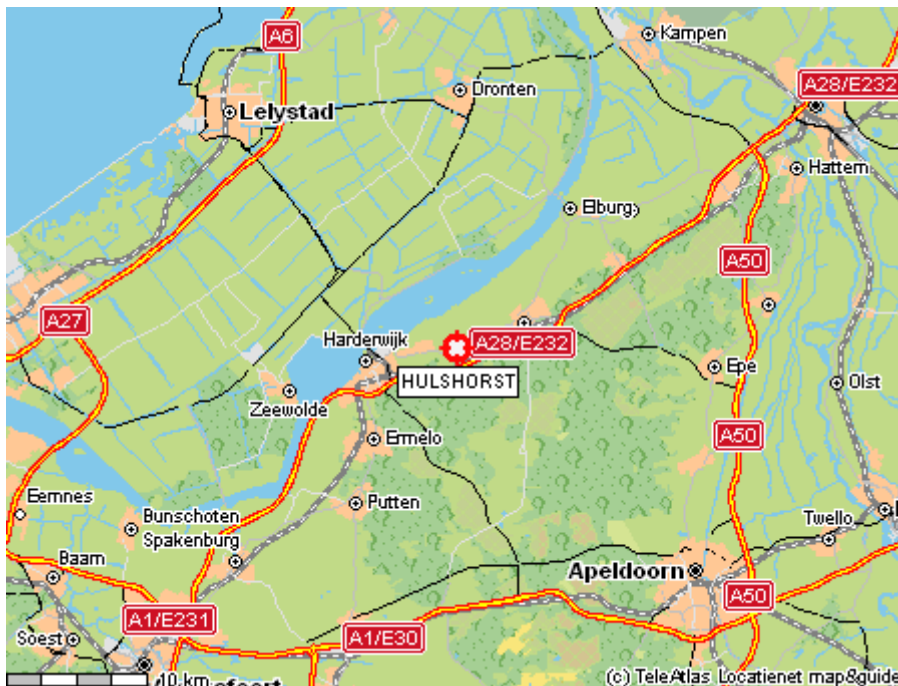 A6
Kampen
A28/E232
Dronten
Lelystad
Hattem
Elburg
A50
A27
Harderwijk
A28/E232
HULSHORST
Epe
Olst
Zeewolde
A50
Ermelo
Eemnes
Putten
Bunschoten
Spakenburg
Twello
Baarn
Apeldoorn
A50
A1/E231
Soest
A1/E30
10 km
(c) TeleAtlas Locatienet map&guide